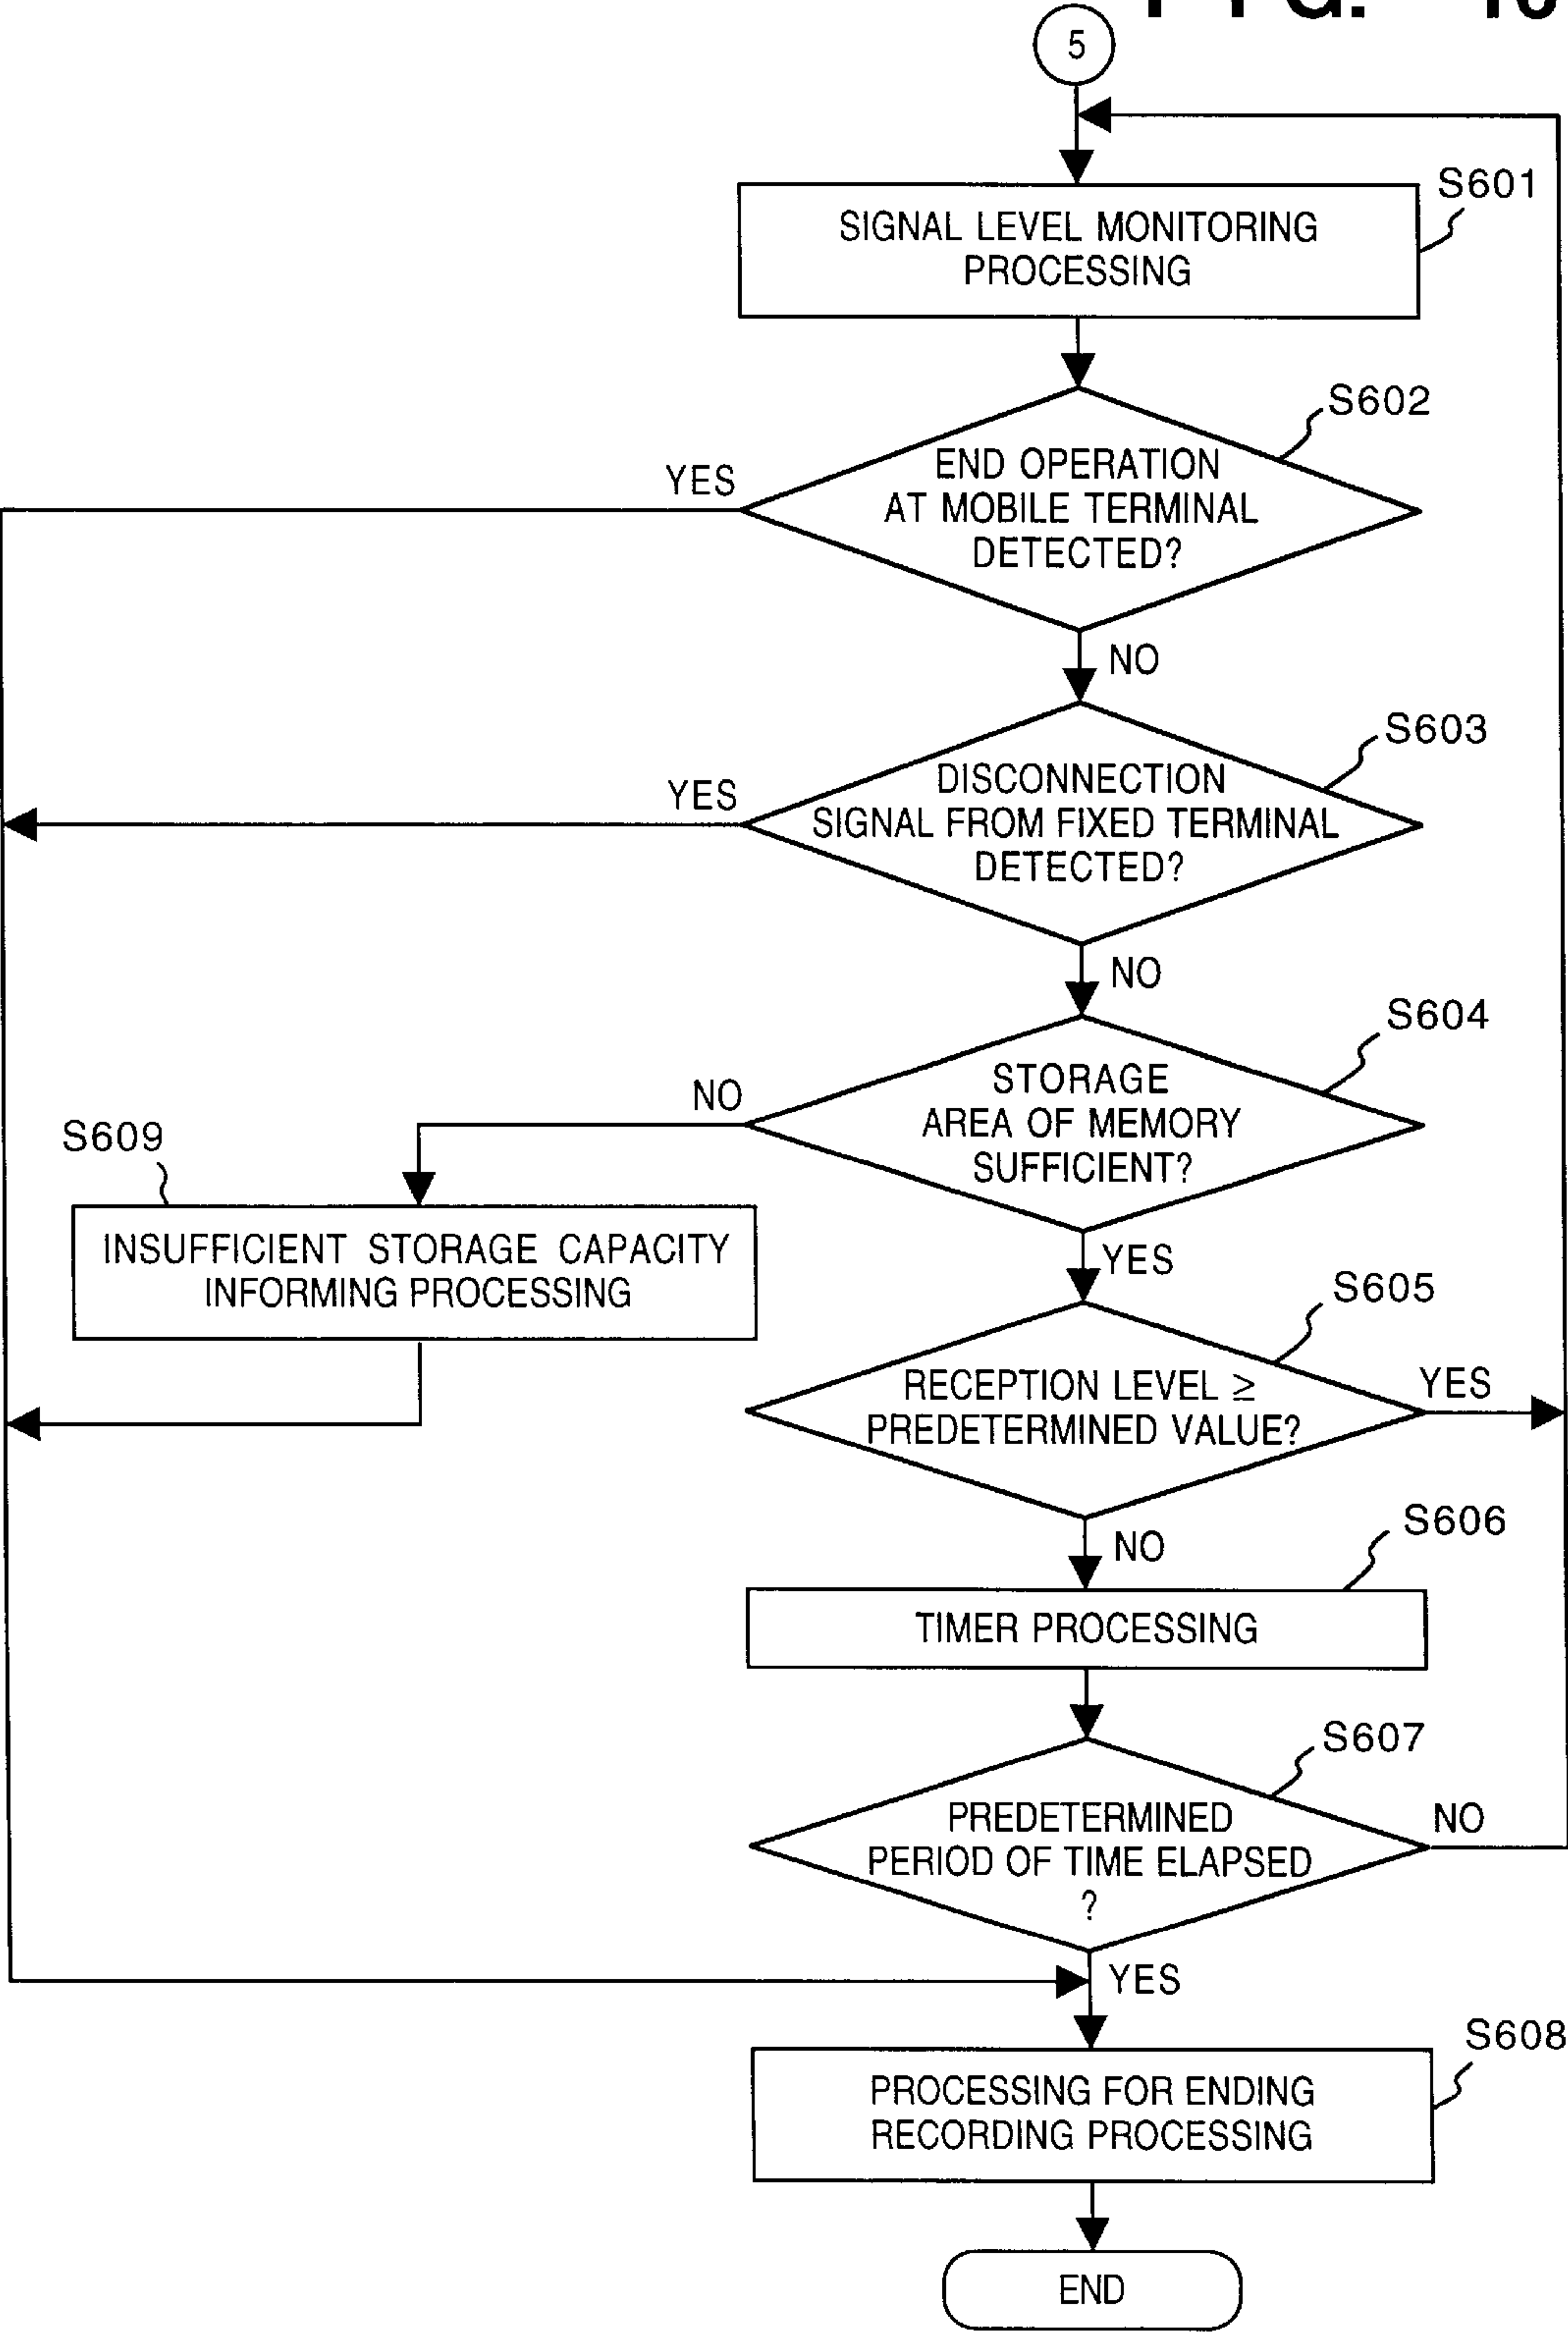 5
S601
SIGNAL LEVEL MONITORING
PROCESSING
S602
END OPERATION
AT MOBILE TERMINAL
DETECTED?
YES
NO
S603
DISCONNECTION
SIGNAL FROM FIXED TERMINAL
DETECTED?
YES
NO
S604
STORAGE
AREA OF MEMORY
SUFFICIENT?
NO
S609
INSUFFICIENT STORAGE CAPACITY
INFORMING PROCESSING
YES
S605
RECEPTION LEVEL ≥
PREDETERMINED VALUE?
YES
NO
S606
TIMER PROCESSING
S607
PREDETERMINED
PERIOD OF TIME ELAPSED
?
NO
YES
S608
PROCESSING FOR ENDING
RECORDING PROCESSING
END